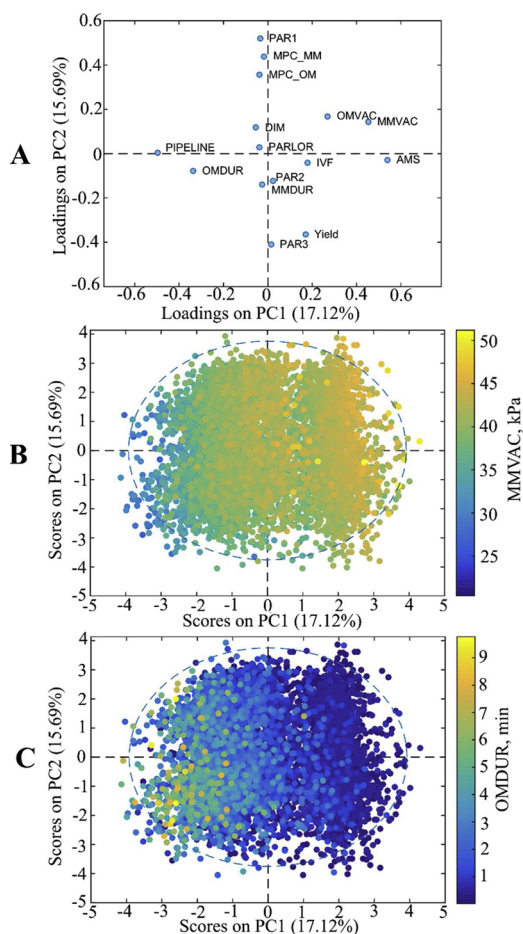 A
Loadings on PC2 (15.69%)
0.6
0.4
0.2
0
-0.2
-0.4
-0.6
PAR1
MPC_MM
MPC_OM
OMVAC
MMVAC
DIM
PARLOR
PIPELINE
IVF
AMS
OMDUR
PAR2
MMDUR
Yield
PAR3
-0.6 -0.4 -0.2 0 0.2 0.4 0.6
Loadings on PC1 (17.12%)
B
Scores on PC2 (15.69%)
4
3
2
1
0
-1
-2
-3
-4
-5
-5 -4 -3 -2 -1 0 1 2 3 4 5
Scores on PC1 (17.12%)
50
45
40
35
30
25
MMVAC, kPa
C
Scores on PC2 (15.69%)
4
3
2
1
0
-1
-2
-3
-4
-5
-5 -4 -3 -2 -1 0 1 2 3 4 5
Scores on PC1 (17.12%)
9
8
7
6
5
4
3
2
1
OMDUR, min